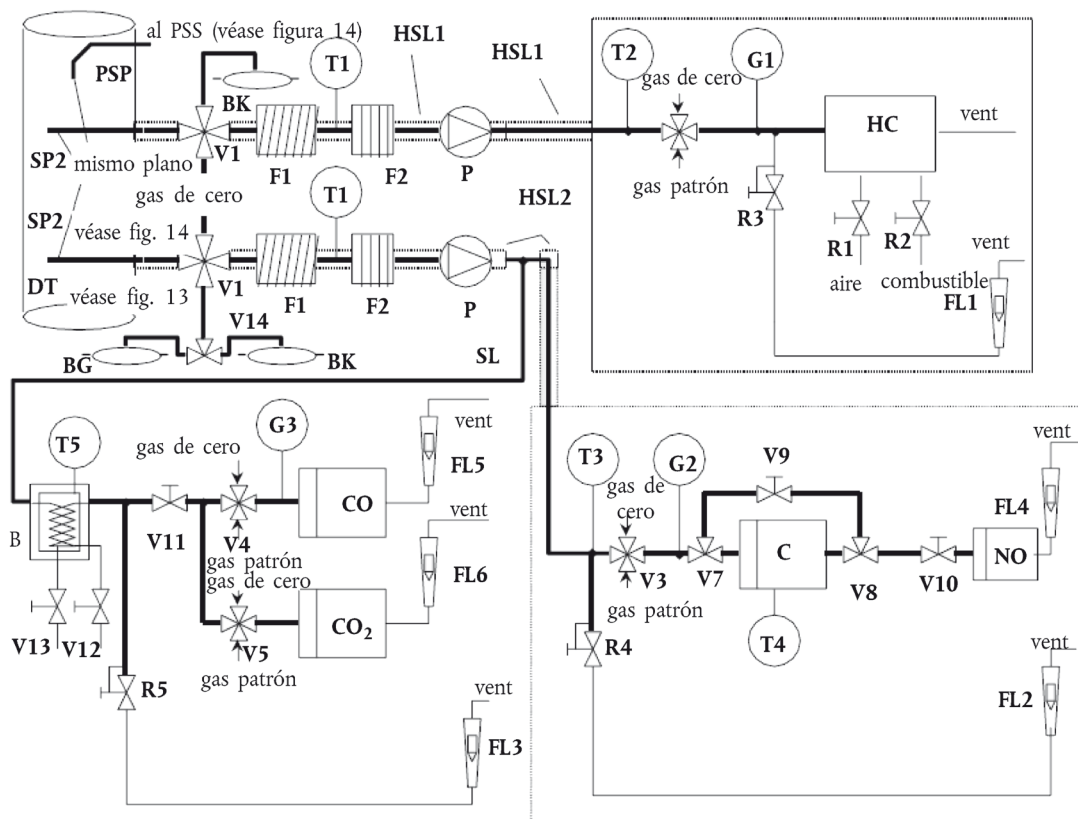 al PSS (véase figura 14)
PSP
HSL1
HSL1
T1
BK
T2
gas de cero
G1
HC
vent
SP2
mismo plano
V1
F1
F2
P
gas patrón
gas de cero
T1
HSL2
R3
R1
R2
vent
SP2
véase fig. 14
aire
combustible
FL1
DT
véase fig. 13
V1
F1
F2
P
V14
BG
BK
SL
vent
T5
gas de cero
G3
FL5
CO
B
V11
V4
gas patrón
gas de cero
vent
FL6
CO2
V13
V12
V5
gas patrón
R5
vent
FL3
T3
gas de
cero
G2
V9
vent
FL4
C
NO
V3
V7
V8
V10
gas patrón
R4
T4
vent
FL2